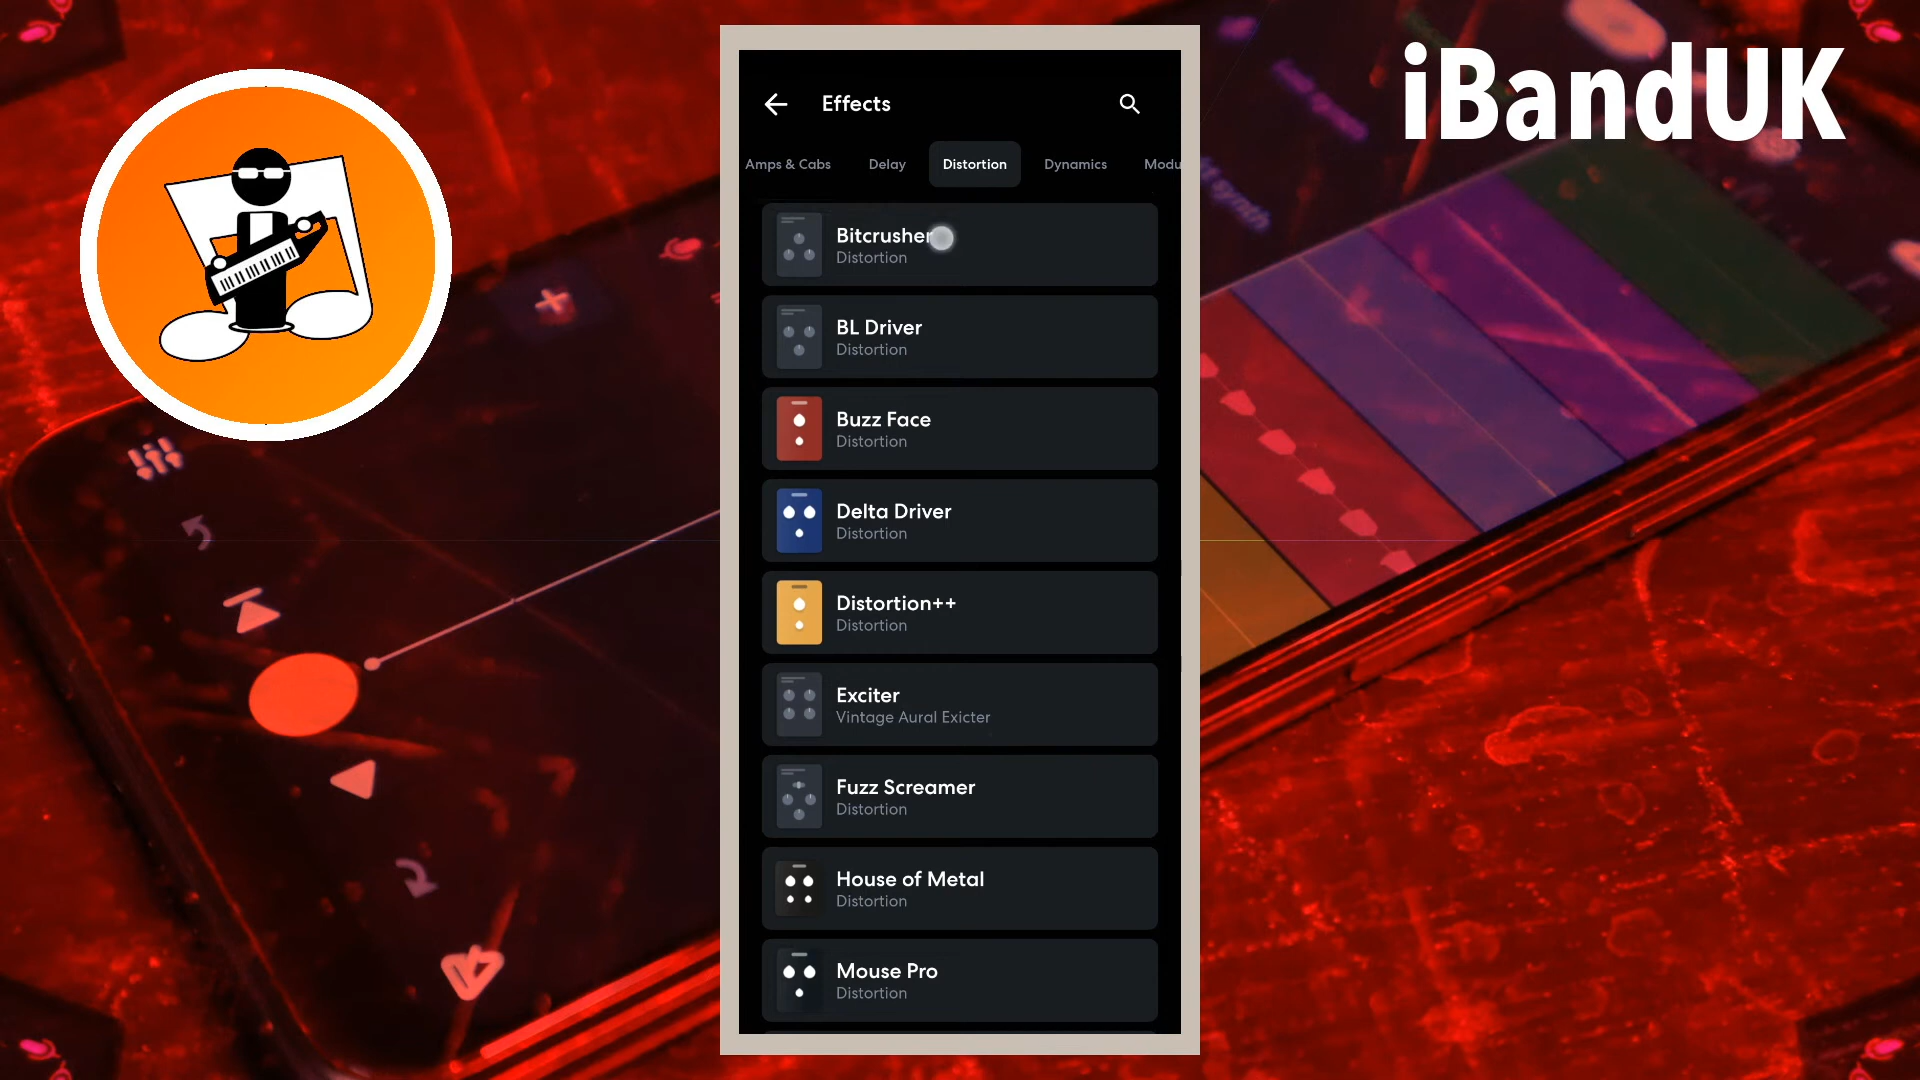 iBandUK
Effects
Amps & Cabs Delay Distortion Dynamics Modu
Bitcrusher
Distortion
BL Driver
Distortion
Buzz Face
Distortion
Delta Driver
Distortion
Distortion++
Distortion
Exciter
Vintage Aural Exicter
Fuzz Screamer
Distortion
House of Metal
Distortion
Mouse Pro
Distortion